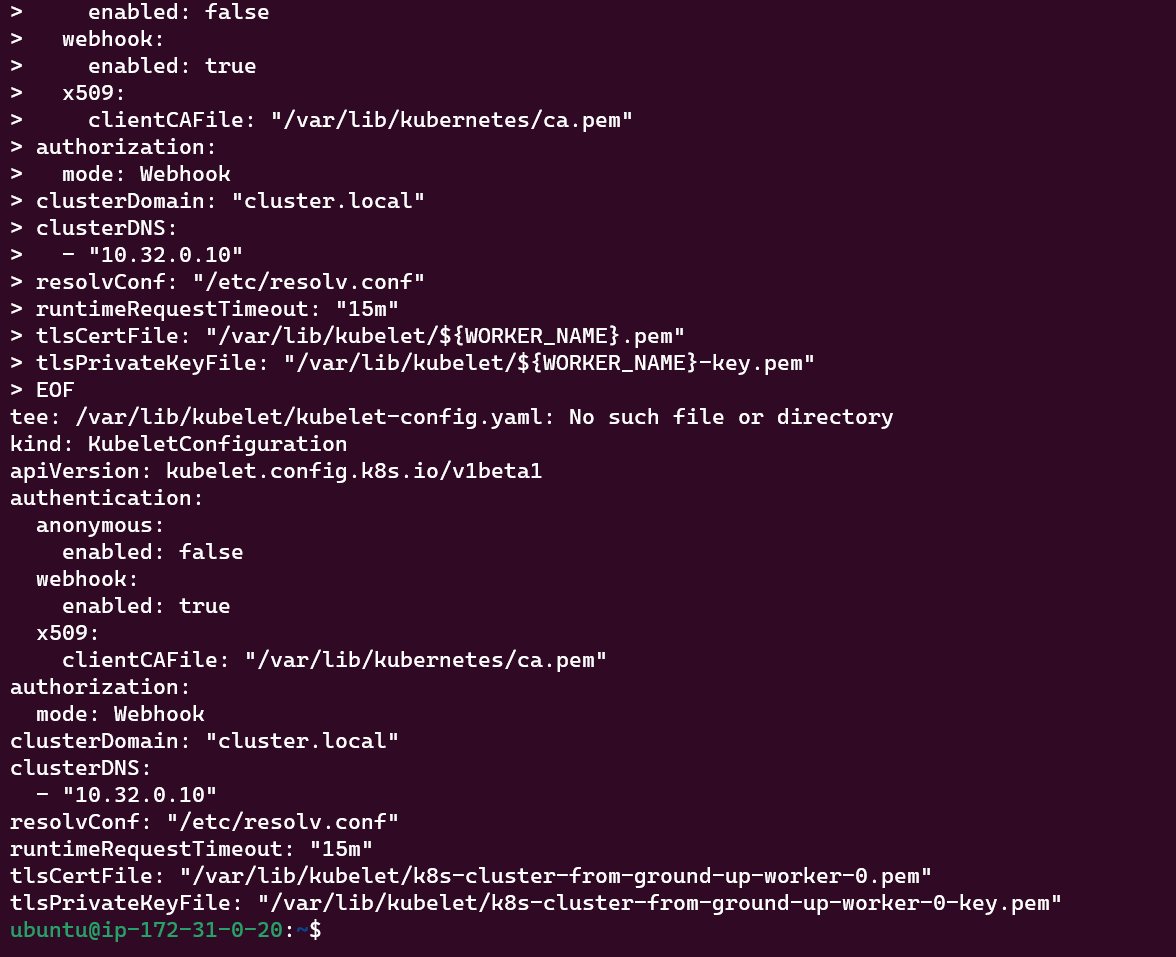 >     enabled: false
>   webhook:
>     enabled: true
>   x509:
>     clientCAFile: "/var/lib/kubernetes/ca.pem"
> authorization:
>   mode: Webhook
> clusterDomain: "cluster.local"
> clusterDNS:
>   - "10.32.0.10"
> resolvConf: "/etc/resolv.conf"
> runtimeRequestTimeout: "15m"
> tlsCertFile: "/var/lib/kubelet/${WORKER_NAME}.pem"
> tlsPrivateKeyFile: "/var/lib/kubelet/${WORKER_NAME}-key.pem"
> EOF
tee: /var/lib/kubelet/kubelet-config.yaml: No such file or directory
kind: KubeletConfiguration
apiVersion: kubelet.config.k8s.io/v1beta1
authentication:
  anonymous:
    enabled: false
  webhook:
    enabled: true
  x509:
    clientCAFile: "/var/lib/kubernetes/ca.pem"
authorization:
  mode: Webhook
clusterDomain: "cluster.local"
clusterDNS:
  - "10.32.0.10"
resolvConf: "/etc/resolv.conf"
runtimeRequestTimeout: "15m"
tlsCertFile: "/var/lib/kubelet/k8s-cluster-from-ground-up-worker-0.pem"
tlsPrivateKeyFile: "/var/lib/kubelet/k8s-cluster-from-ground-up-worker-0-key.pem"
ubuntu@ip-172-31-0-20:~$